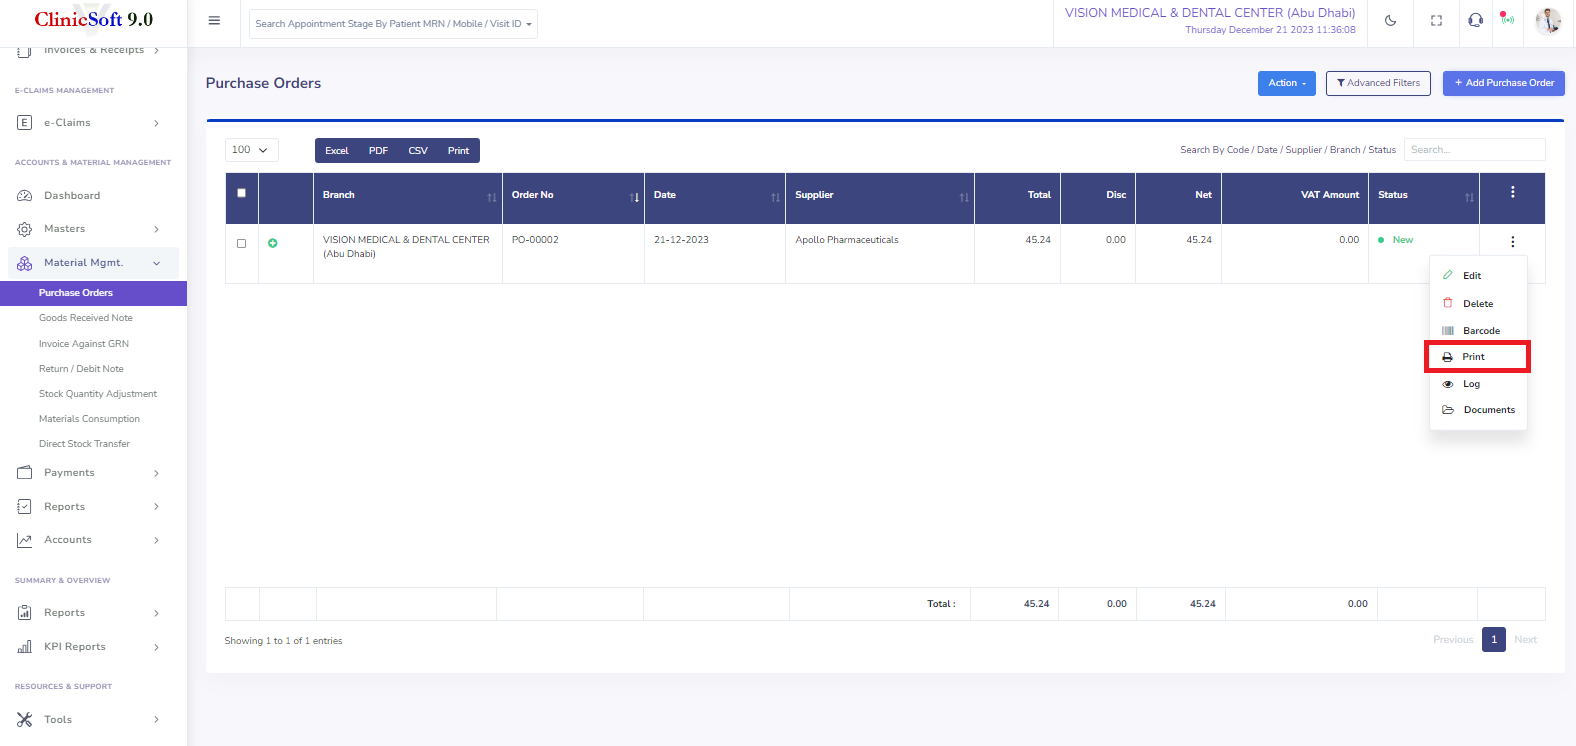 ClinicSoft 9.0
Search Appointment Stage By Patient MRN / Mobile / Visit ID
VISION MEDICAL & DENTAL CENTER (Abu Dhabi)
Thursday December 21 2023 11:36:08
Invoices & Receipts
E-CLAIMS MANAGEMENT
E e-Claims
ACCOUNTS & MATERIAL MANAGEMENT
Dashboard
Masters
Material Mgmt.
Purchase Orders
Goods Received Note
Invoice Against GRN
Return / Debit Note
Stock Quantity Adjustment
Materials Consumption
Direct Stock Transfer
Payments
Reports
Accounts
SUMMARY & OVERVIEW
Reports
KPI Reports
RESOURCES & SUPPORT
Tools
Purchase Orders
Action
Advanced Filters
+ Add Purchase Order
100
Excel PDF CSV Print
Search By Code / Date / Supplier / Branch / Status
Search...
Branch Order No Date Supplier Total Disc Net VAT Amount Status
VISION MEDICAL & DENTAL CENTER PO-00002 21-12-2023 Apollo Pharmaceuticals 45.24 0.00 45.24 0.00 New
(Abu Dhabi)
Edit
Delete
Barcode
Print
Log
Documents
Total : 45.24 0.00 45.24 0.00
Showing 1 to 1 of 1 entries
Previous 1 Next